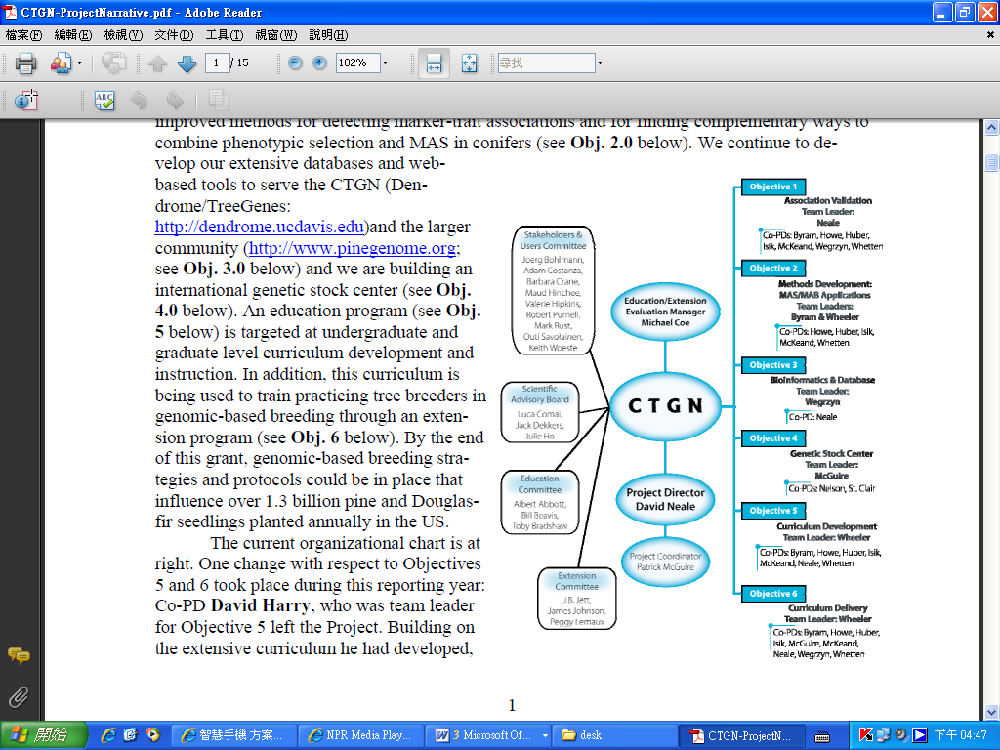 CTGN-ProjectNarrative.pdf - Adobe Reader
檔案(F) 編輯(E) 檢視(V) 文件(D) 工具(T) 視窗(W) 說明(H)
1 / 15 102% 尋找
ABC
improved methods for detecting marker-trait associations and for finding complementary ways to
combine phenotypic selection and MAS in conifers (see Obj. 2.0 below). We continue to de-
velop our extensive databases and web-
based tools to serve the CTGN (Den-
drome/TreeGenes:
http://dendrome.ucdavis.edu)and the larger
community (http://www.pinegenome.org;
see Obj. 3.0 below) and we are building an
international genetic stock center (see Obj.
4.0 below). An education program (see Obj.
5 below) is targeted at undergraduate and
graduate level curriculum development and
instruction. In addition, this curriculum is
being used to train practicing tree breeders in
genomic-based breeding through an exten-
sion program (see Obj. 6 below). By the end
of this grant, genomic-based breeding stra-
tegies and protocols could be in place that
influence over 1.3 billion pine and Douglas-
fir seedlings planted annually in the US.
The current organizational chart is at
right. One change with respect to Objectives
5 and 6 took place during this reporting year:
Co-PD David Harry, who was team leader
for Objective 5 left the Project. Building on
the extensive curriculum he had developed,
Stakeholders &
Users Committee
Joerg Bohlmann,
Adam Costanza,
Barbara Crane,
Maud Hinchee,
Valerie Hipkins,
Robert Purnell,
Mark Rust,
Outi Savolainen,
Keith Woeste
Scientific
Advisory Board
Luca Comai,
Jack Dekkers,
Julie Ho
Education
Committee
Albert Abbott,
Bill Beavis,
Toby Bradshaw
Extension
Committee
J.B. Jett,
James Johnson,
Peggy Lemaux
Education/Extension
Evaluation Manager
Michael Coe
CTGN
Project Director
David Neale
Project Coordinator
Patrick McGuire
Objective 1
Association Validation
Team Leader:
Neale
Co-PDs: Byram, Howe, Huber,
Isik, McKeand, Wegrzyn, Whetten
Objective 2
Methods Development:
MAS/MAB Applications
Team Leaders:
Byram & Wheeler
Co-PDs: Howe, Huber, Isik,
McKeand, Whetten
Objective 3
Bioinformatics & Database
Team Leader:
Wegrzyn
Co-PD: Neale
Objective 4
Genetic Stock Center
Team Leader:
McGuire
Co-PDs: Nelson, St. Clair
Objective 5
Curriculum Development
Team Leader: Wheeler
Co-PDs: Byram, Howe, Huber, Isik,
McKeand, Neale, Whetten
Objective 6
Curriculum Delivery
Team Leader: Wheeler
Co-PDs: Byram, Howe, Huber,
Isik, McGuire, McKeand,
Neale, Wegrzyn, Whetten
1
開始 智慧手機 方案... NPR Media Play... 3 Microsoft Of... desk CTGN-ProjectN... 下午 04:47